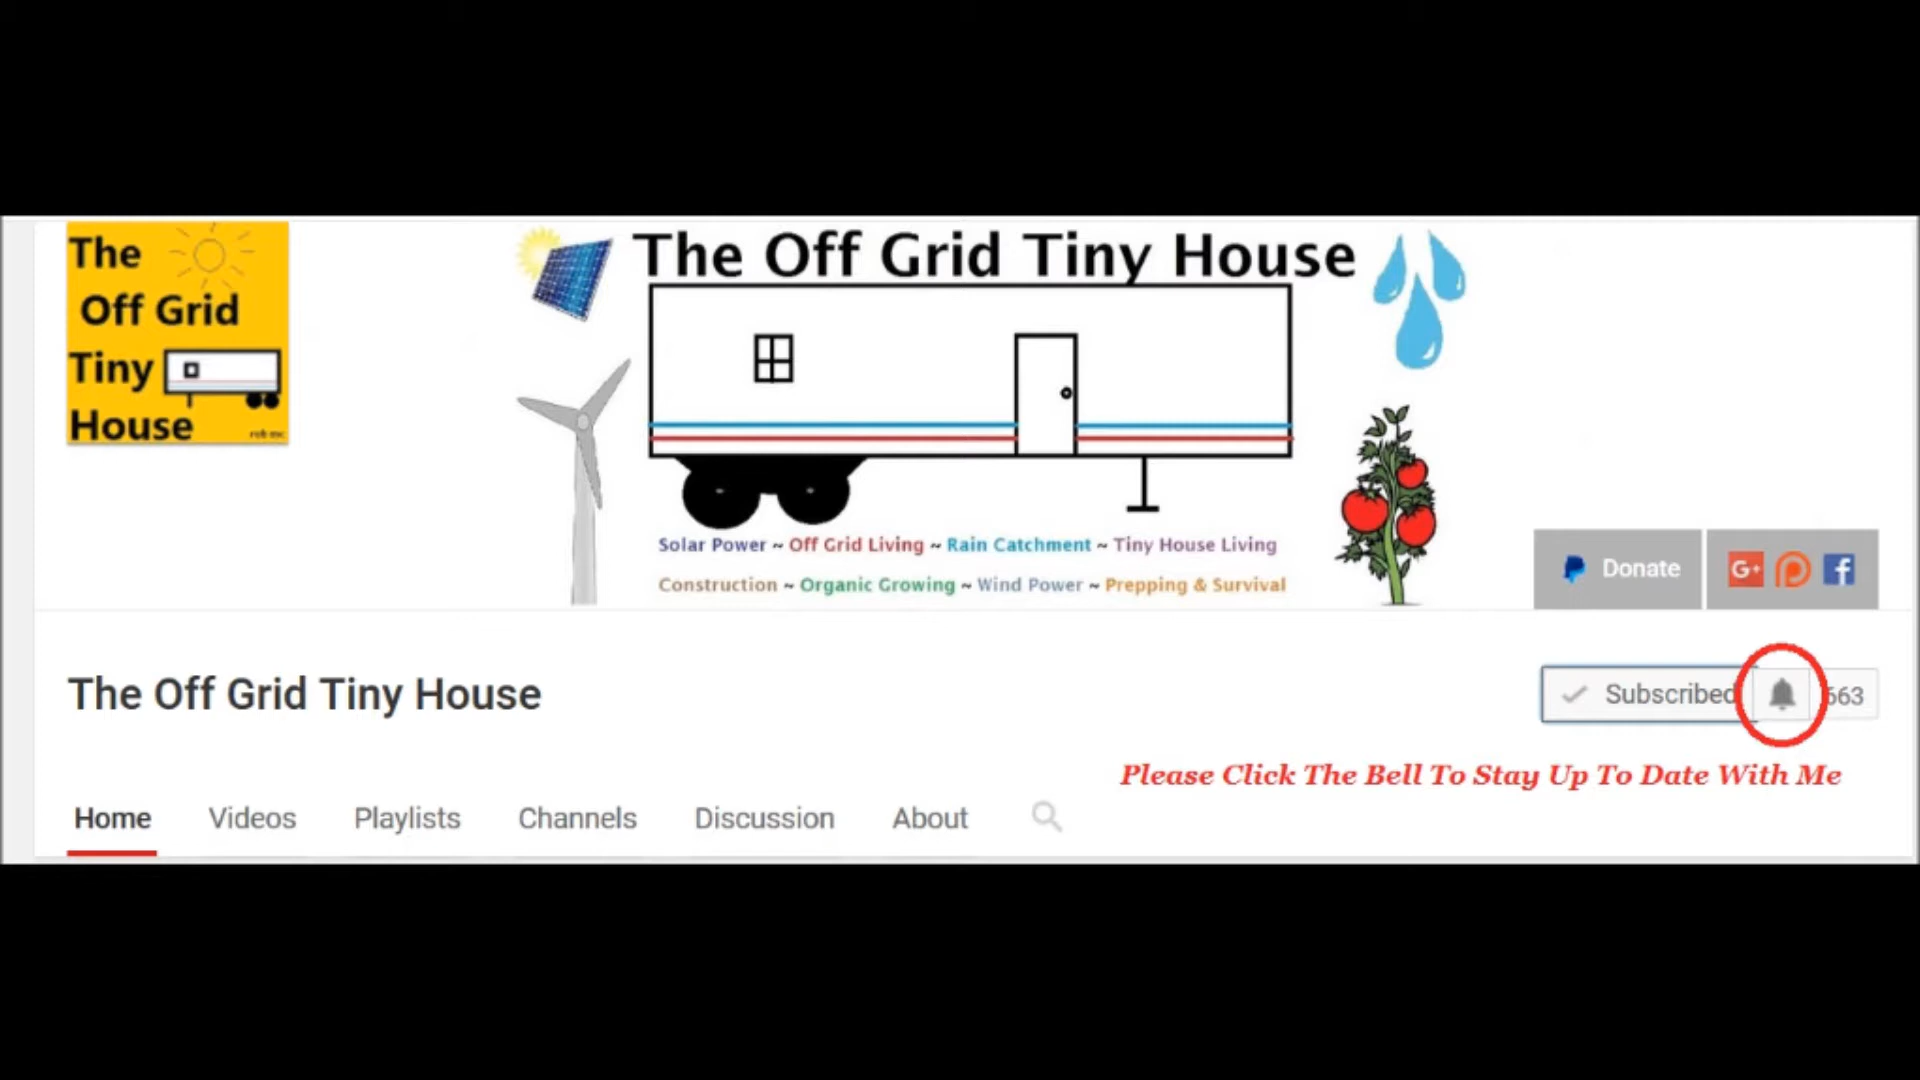 The
Off Grid
Tiny
House
The Off Grid Tiny House
Solar Power ~ Off Grid Living ~ Rain Catchment ~ Tiny House Living
Construction ~ Organic Growing ~ Wind Power ~ Prepping & Survival
Donate
G+
The Off Grid Tiny House
Subscribed
663
Please Click The Bell To Stay Up To Date With Me
Home Videos Playlists Channels Discussion About